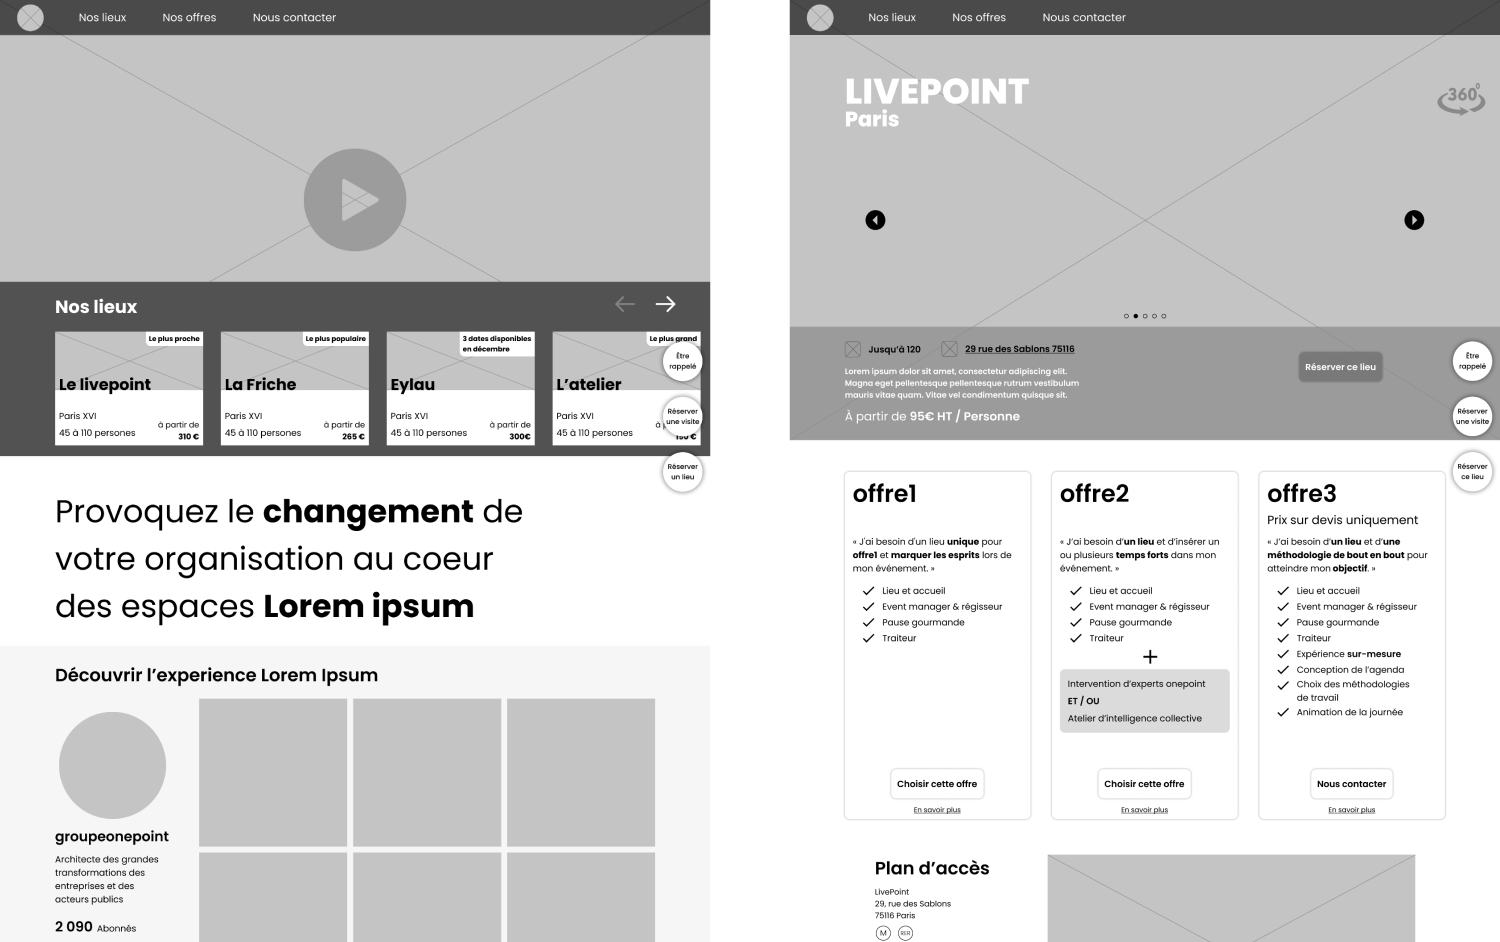 Nos lieux Nos offres Nous contacter
Nos lieux
Le plus proche
Le livepoint
Paris XVI
45 à 110 persones
à partir de
310 €
Le plus populaire
La Friche
Paris XVI
45 à 110 persones
à partir de
265 €
3 dates disponibles
en décembre
Eylau
Paris XVI
45 à 110 persones
à partir de
300€
Le plus grand
L’atelier
Paris XVI
45 à 110 persones
Être
rappelé
Réserver
une visite
Réserver
un lieu
Provoquez le changement de
votre organisation au coeur
des espaces Lorem ipsum
Découvrir l’experience Lorem Ipsum
groupeonepoint
Architecte des grandes
transformations des
entreprises et des
acteurs publics
2 090 Abonnés
Nos lieux Nos offres Nous contacter
LIVEPOINT
Paris
360°
Jusqu’à 120 29 rue des Sablons 75116
Lorem ipsum dolor sit amet, consectetur adipiscing elit.
Magna eget pellentesque pellentesque rutrum vestibulum
mauris vitae quam. Vitae vel condimentum quisque sit.
À partir de 95€ HT / Personne
Réserver ce lieu
Être
rappelé
Réserver
une visite
Réserver
ce lieu
offre1
« J'ai besoin d'un lieu unique pour
offre1 et marquer les esprits lors de
mon événement. »
Lieu et accueil
Event manager & régisseur
Pause gourmande
Traiteur
Choisir cette offre
En savoir plus
offre2
« J’ai besoin d’un lieu et d’insérer un
ou plusieurs temps forts dans mon
événement. »
Lieu et accueil
Event manager & régisseur
Pause gourmande
Traiteur
+
Intervention d’experts onepoint
ET / OU
Atelier d’intelligence collective
Choisir cette offre
En savoir plus
offre3
Prix sur devis uniquement
« J’ai besoin d’un lieu et d’une
méthodologie de bout en bout pour
atteindre mon objectif. »
Lieu et accueil
Event manager & régisseur
Pause gourmande
Traiteur
Expérience sur-mesure
Conception de l’agenda
Choix des méthodologies
de travail
Animation de la journée
Nous contacter
En savoir plus
Plan d’accès
LivePoint
29, rue des Sablons
75116 Paris
M RER